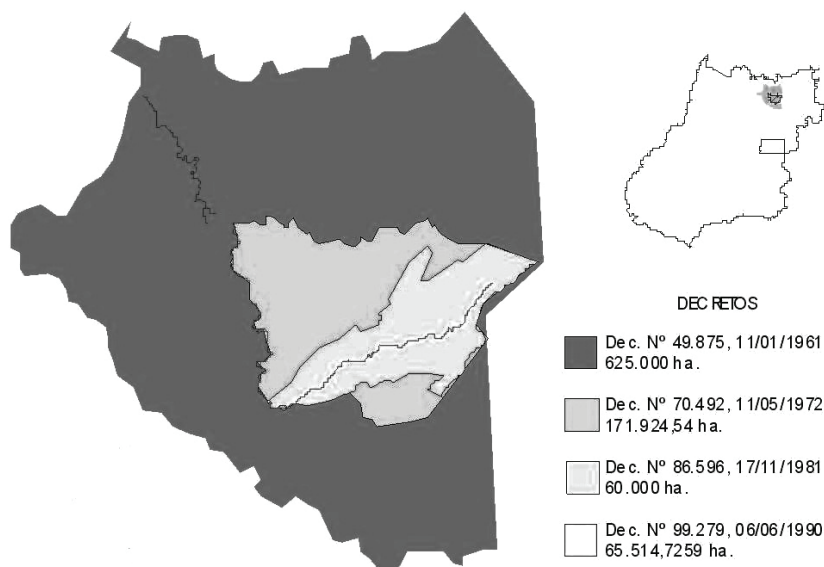 DECRETOS
Dec. Nº 49.875, 11/01/1961
625.000 ha.
Dec. Nº 70.492, 11/05/1972
171.924,54 ha.
Dec. Nº 86.596, 17/11/1981
60.000 ha.
Dec. Nº 99.279, 06/06/1990
65.514,7259 ha.